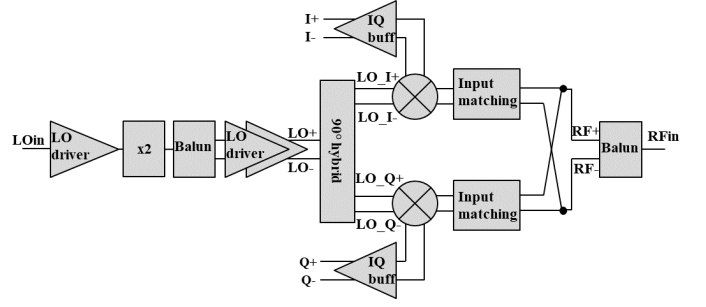 I+
I-
IQ
buff
LO_I+
LO_I-
Input
matching
LOin
LO
driver
x2
Balun
LO
driver
LO+
LO-
90° hybrid
RF+
RF-
Balun
RFin
LO_Q+
LO_Q-
Input
matching
Q+
Q-
IQ
buff